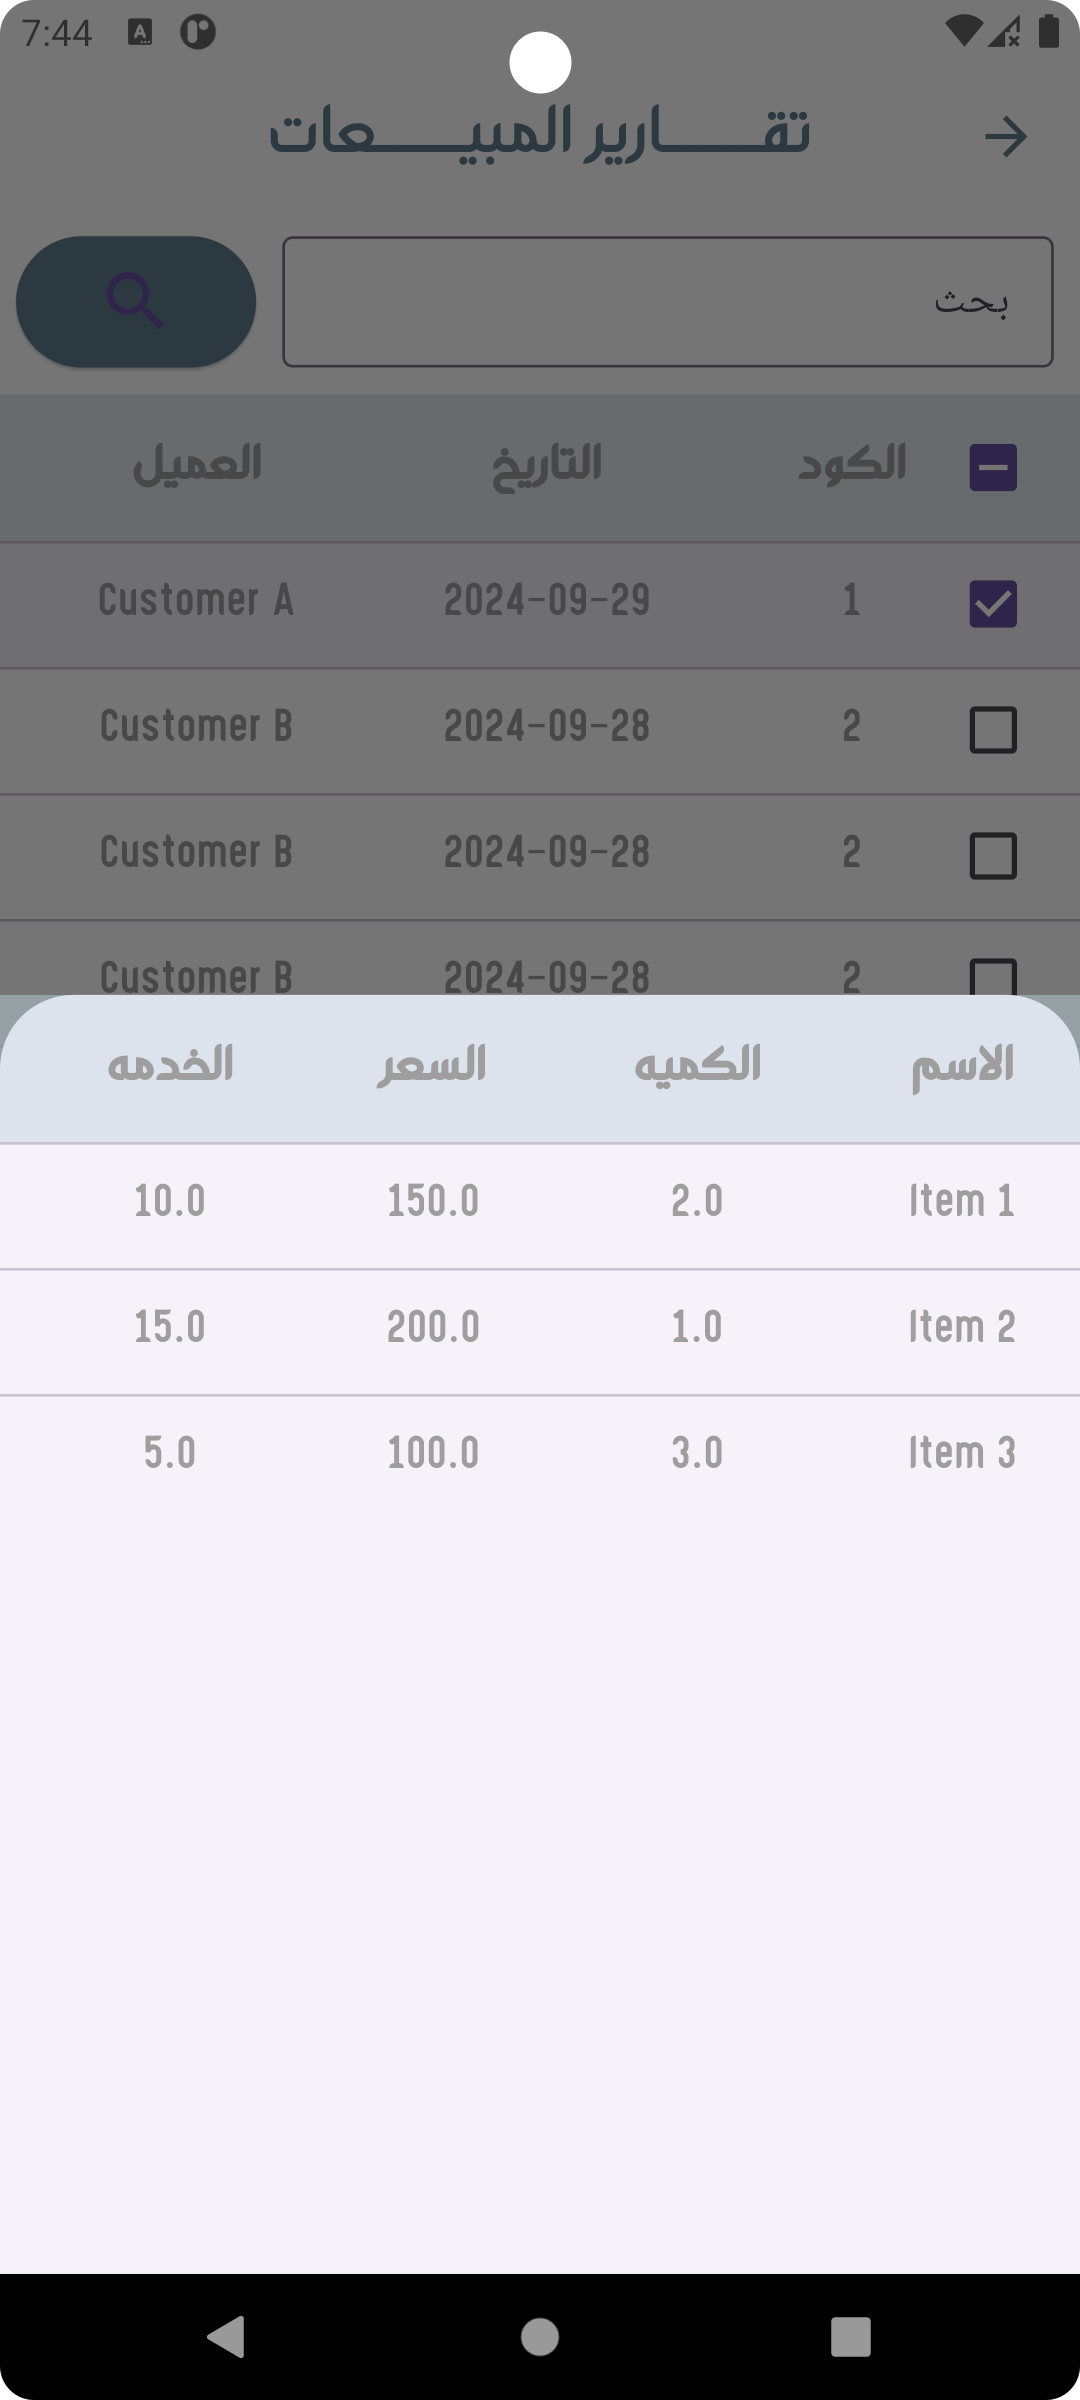 7:44
تقـــــارير المبيـــــعات
بحث
الكود التاريخ العميل
1 2024-09-29 Customer A
2 2024-09-28 Customer B
2 2024-09-28 Customer B
2 2024-09-28 Customer B
الاسم الكميه السعر الخدمه
Item 1 2.0 150.0 10.0
Item 2 1.0 200.0 15.0
Item 3 3.0 100.0 5.0